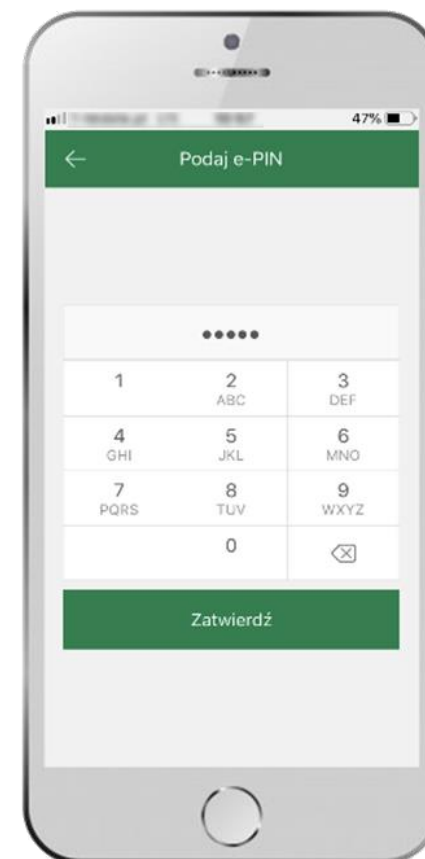 47%
Podaj e-PIN
•••••
1 2 3
ABC DEF
4 5 6
GHI JKL MNO
7 8 9
PQRS TUV WXYZ
0
Zatwierdź